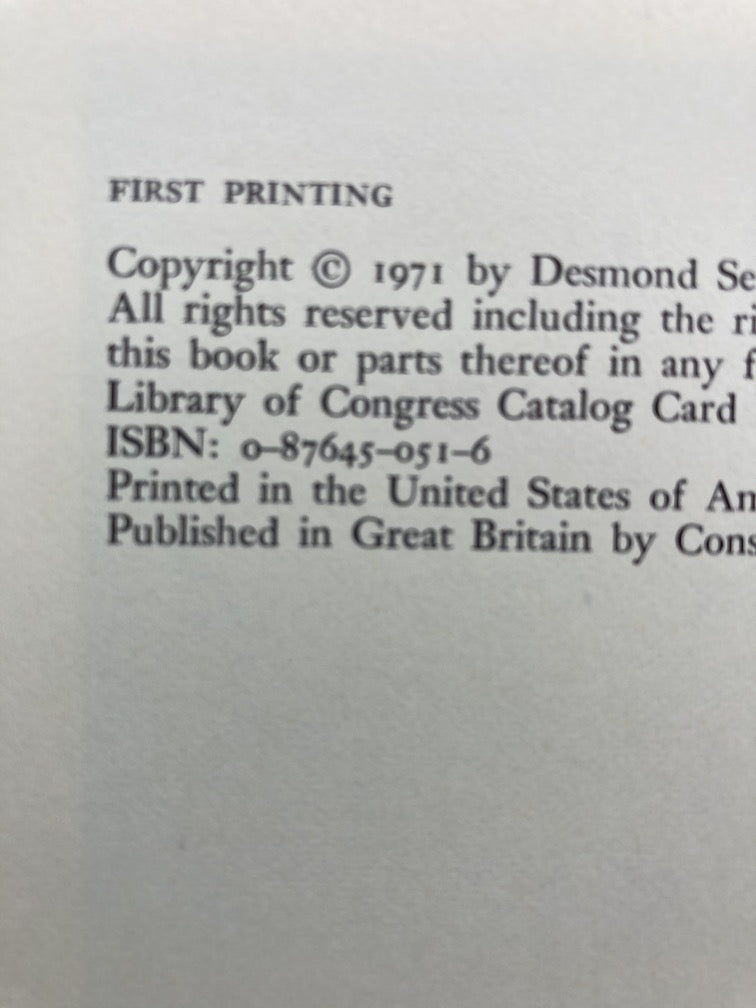 FIRST PRINTING
Copyright © 1971 by Desmond Se
All rights reserved including the ri
this book or parts thereof in any f
Library of Congress Catalog Card
ISBN: 0-87645-051-6
Printed in the United States of Am
Published in Great Britain by Cons